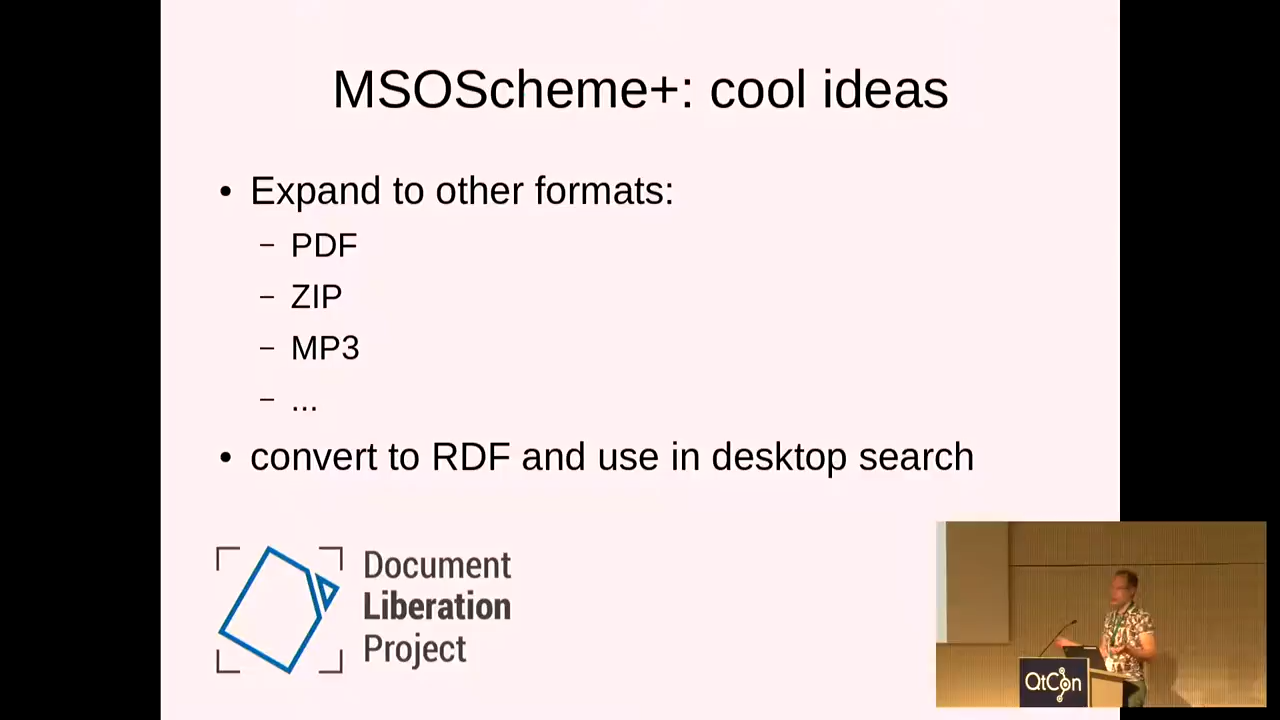 MSOScheme+: cool ideas
• Expand to other formats:
– PDF
– ZIP
– MP3
– ...
• convert to RDF and use in desktop search
Document
Liberation
Project
QtCon